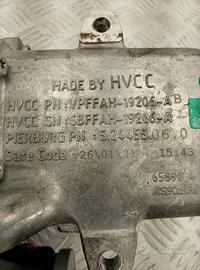 MADE BY HVCC
HVCC PN:VPFFAH-19206-AB
HVCC SN:SBFFAH-19206-A
PIERBURG PN : 5.24455.06.0
Date Code : 26\01\21 15:43